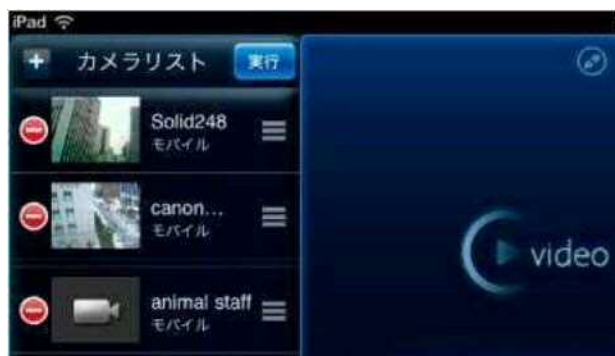 iPad
カメラリスト 実行
Solid248
モバイル
canon...
モバイル
animal staff
モバイル
video